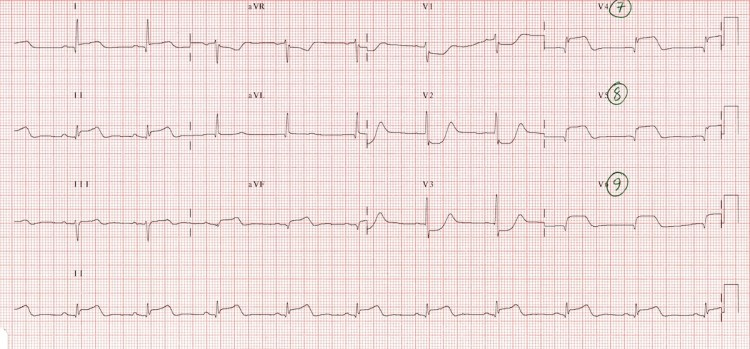 I aVR V1 V4 7
II aVL V2 V5 8
III aVF V3 V6 9
II